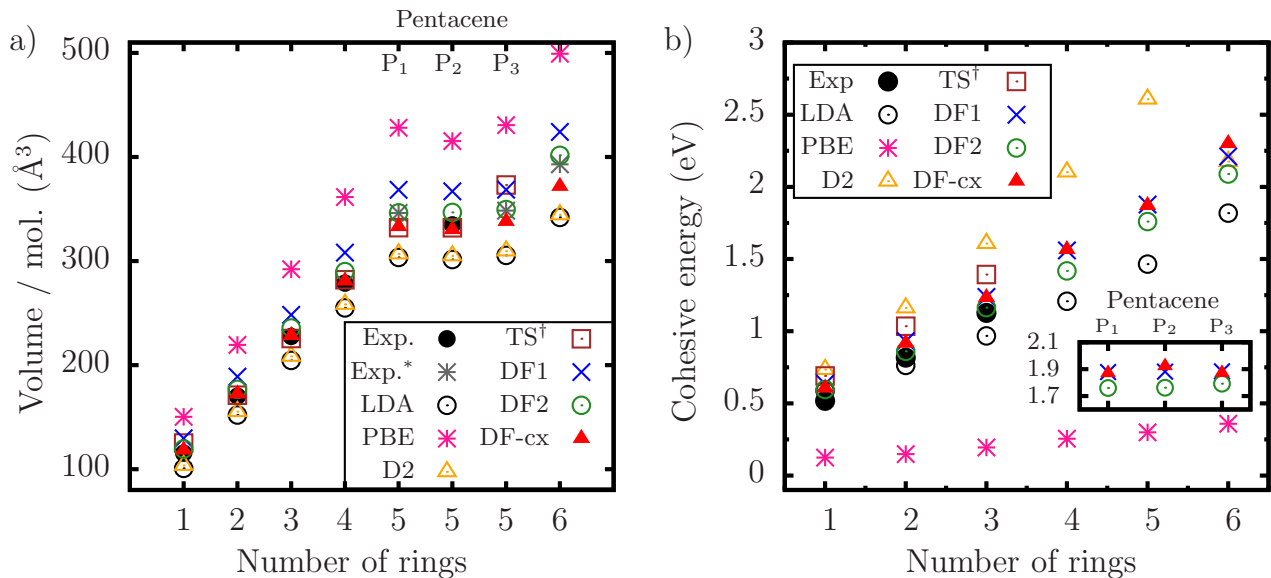 Pentacene
a)
P₁ P₂ P₃
500
400
300
200
100
Volume / mol. (Å³)
Exp. TS†
Exp.* DF1
LDA DF2
PBE DF-cx
D2
1 2 3 4 5 5 5 6
Number of rings
b)
3
2.5
2
1.5
1
0.5
0
Cohesive energy (eV)
Exp TS†
LDA DF1
PBE DF2
D2 DF-cx
Pentacene
P₁ P₂ P₃
2.1
1.9
1.7
1 2 3 4 5 6
Number of rings